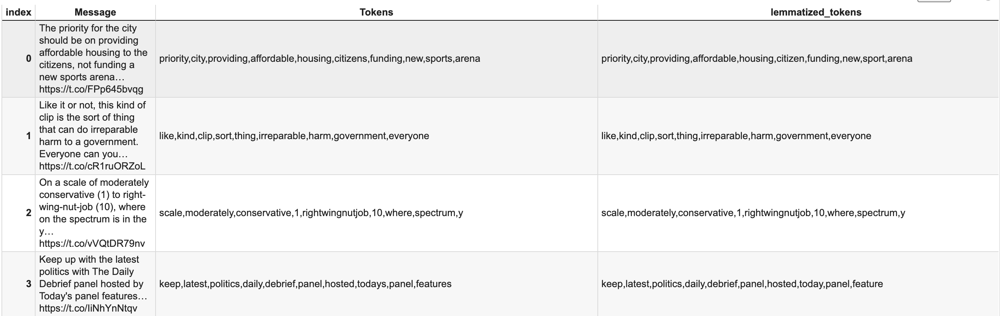 index Message Tokens lemmatized_tokens
0
The priority for the city
should be on providing
affordable housing to the
citizens, not funding a
new sports arena…
https://t.co/FPp645bvqg
priority,city,providing,affordable,housing,citizens,funding,new,sports,arena
priority,city,providing,affordable,housing,citizen,funding,new,sport,arena
1
Like it or not, this kind of
clip is the sort of thing
that can do irreparable
harm to a government.
Everyone can you…
https://t.co/cR1ruORZoL
like,kind,clip,sort,thing,irreparable,harm,government,everyone
like,kind,clip,sort,thing,irreparable,harm,government,everyone
2
On a scale of moderately
conservative (1) to right-
wing-nut-job (10), where
on the spectrum is in the
y…
https://t.co/vVQtDR79nv
scale,moderately,conservative,1,rightwingnutjob,10,where,spectrum,y
scale,moderately,conservative,1,rightwingnutjob,10,where,spectrum,y
3
Keep up with the latest
politics with The Daily
Debrief panel hosted by
Today's panel features…
https://t.co/IiNhYnNtqv
keep,latest,politics,daily,debrief,panel,hosted,todays,panel,features
keep,latest,politics,daily,debrief,panel,hosted,today,panel,feature